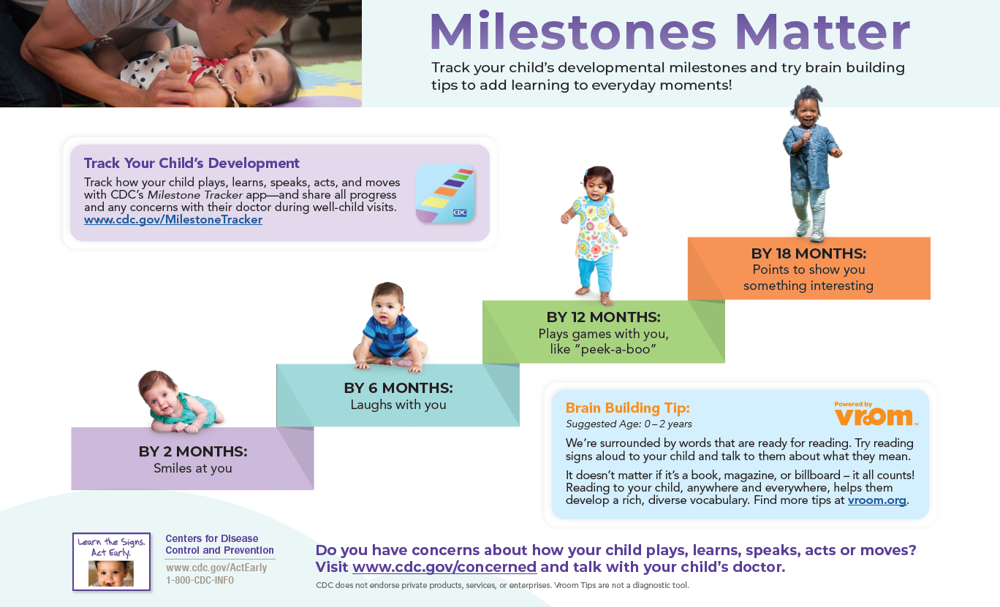 Milestones Matter
Track your child's developmental milestones and try brain building
tips to add learning to everyday moments!
Track Your Child's Development
Track how your child plays, learns, speaks, acts, and moves
with CDC's Milestone Tracker app—and share all progress
and any concerns with their doctor during well-child visits.
www.cdc.gov/MilestoneTracker
CDC
BY 18 MONTHS:
Points to show you
something interesting
BY 12 MONTHS:
Plays games with you,
like "peek-a-boo"
BY 6 MONTHS:
Laughs with you
BY 2 MONTHS:
Smiles at you
Brain Building Tip:
Suggested Age: 0 – 2 years
Powered by
vroom™
We're surrounded by words that are ready for reading. Try reading
signs aloud to your child and talk to them about what they mean.
It doesn't matter if it's a book, magazine, or billboard – it all counts!
Reading to your child, anywhere and everywhere, helps them
develop a rich, diverse vocabulary. Find more tips at vroom.org.
Learn the Signs.
Act Early.
Centers for Disease
Control and Prevention
www.cdc.gov/ActEarly
1-800-CDC-INFO
Do you have concerns about how your child plays, learns, speaks, acts or moves?
Visit www.cdc.gov/concerned and talk with your child's doctor.
CDC does not endorse private products, services, or enterprises. Vroom Tips are not a diagnostic tool.